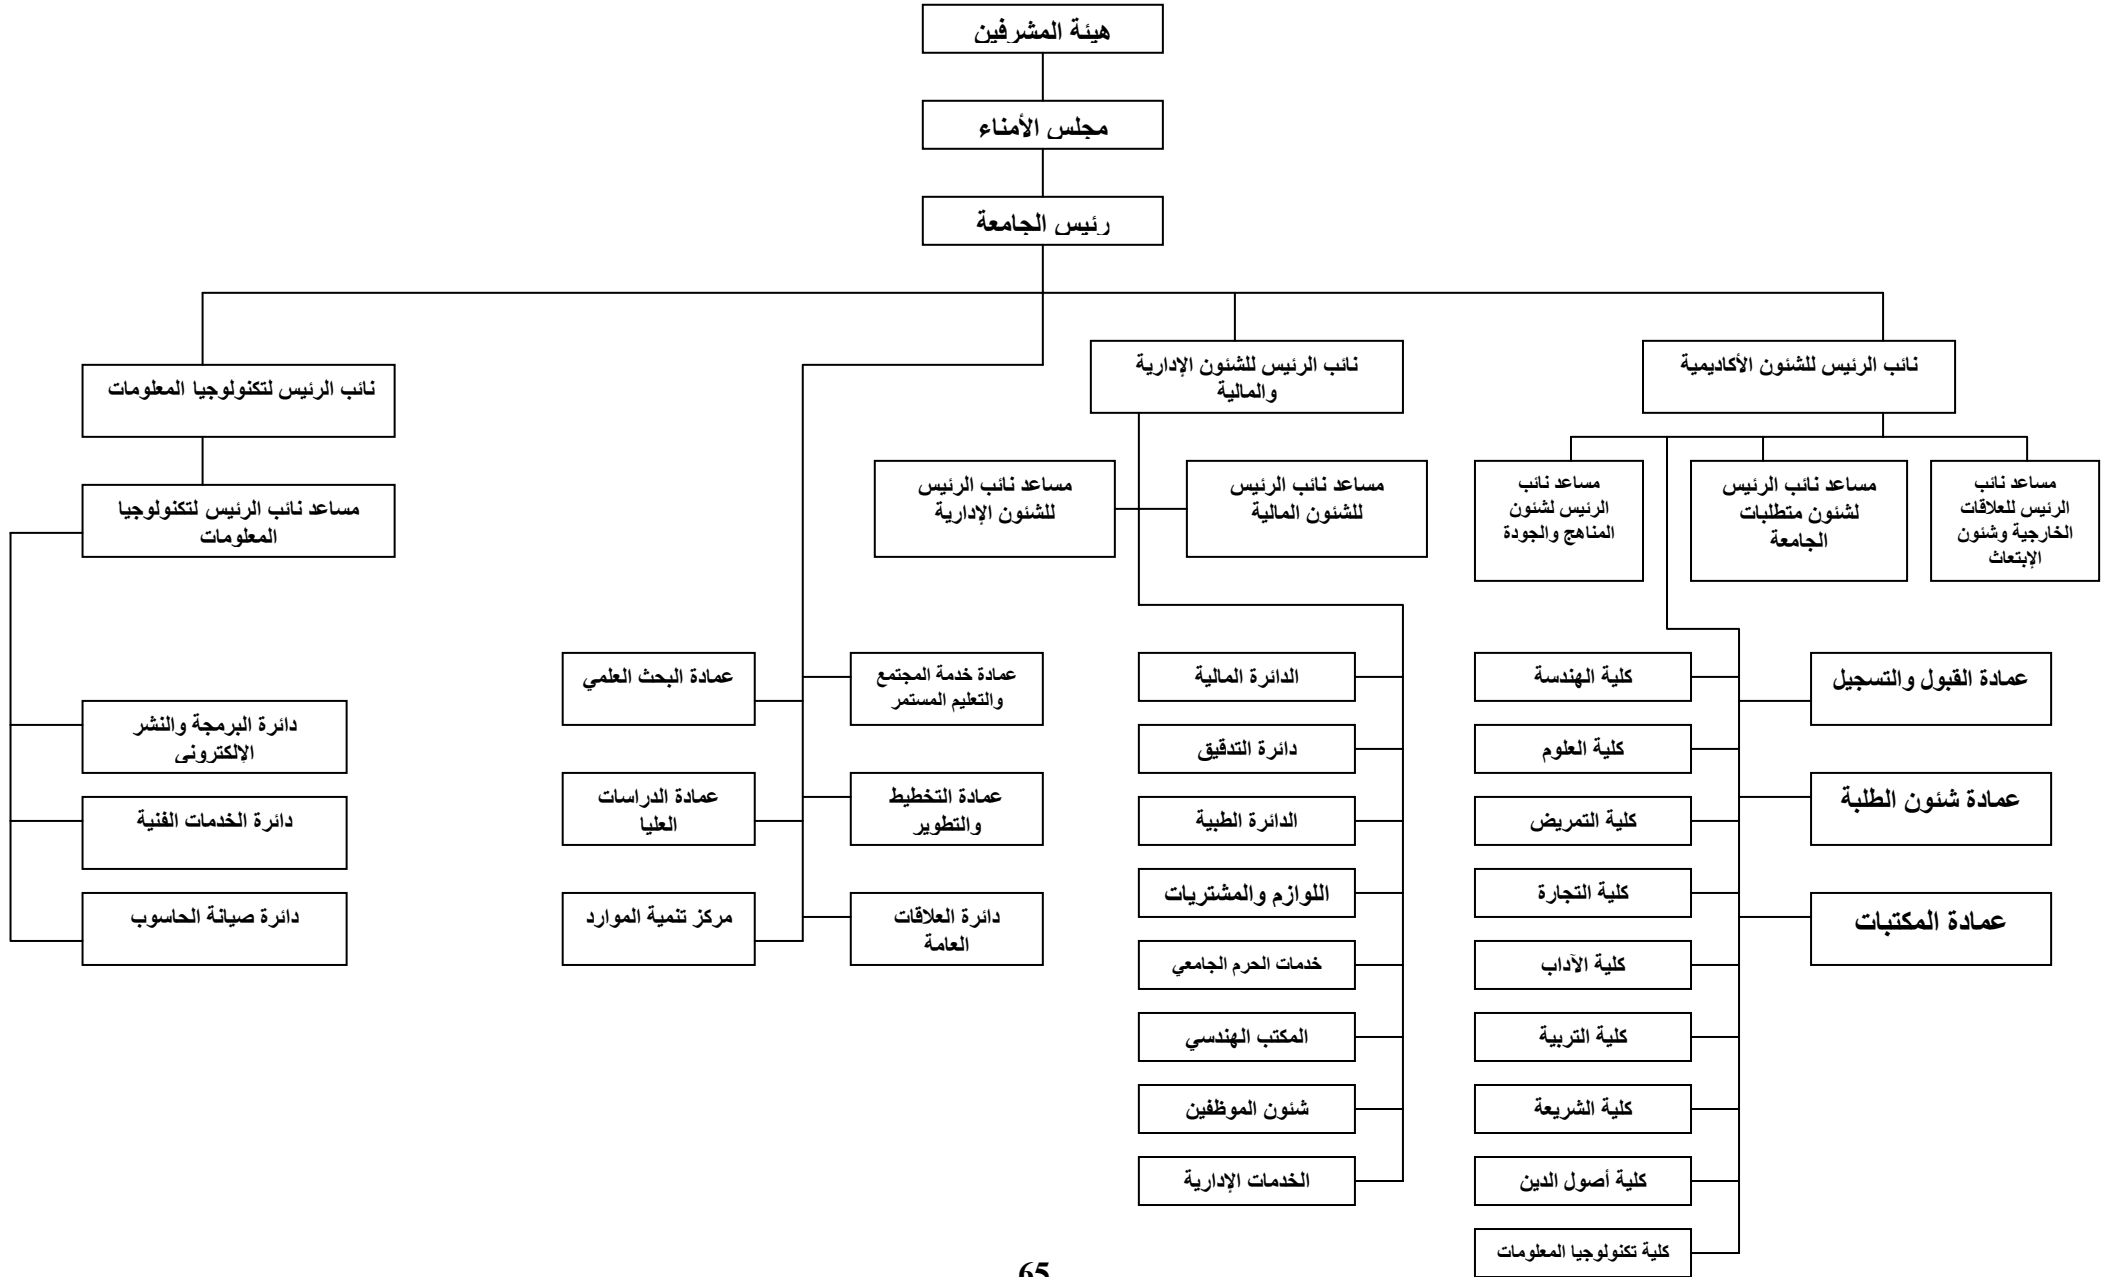 هيئة المشرفين
مجلس الأمناء
رئيس الجامعة
نائب الرئيس للشئون الأكاديمية
نائب الرئيس للشئون الإدارية
والمالية
نائب الرئيس لتكنولوجيا المعلومات
مساعد نائب
الرئيس للعلاقات
الخارجية وشئون
الإبتعاث
مساعد نائب الرئيس
لشئون متطلبات
الجامعة
مساعد نائب
الرئيس لشئون
المناهج والجودة
مساعد نائب الرئيس
للشئون المالية
مساعد نائب الرئيس
للشئون الإدارية
مساعد نائب الرئيس لتكنولوجيا
المعلومات
عمادة القبول والتسجيل
عمادة شئون الطلبة
عمادة المكتبات
كلية الهندسة
كلية العلوم
كلية التمريض
كلية التجارة
كلية الآداب
كلية التربية
كلية الشريعة
كلية أصول الدين
كلية تكنولوجيا المعلومات
الدائرة المالية
دائرة التدقيق
الدائرة الطبية
اللوازم والمشتريات
خدمات الحرم الجامعي
المكتب الهندسي
شئون الموظفين
الخدمات الإدارية
عمادة خدمة المجتمع
والتعليم المستمر
عمادة التخطيط
والتطوير
دائرة العلاقات
العامة
عمادة البحث العلمي
عمادة الدراسات
العليا
مركز تنمية الموارد
دائرة البرمجة والنشر
الإلكتروني
دائرة الخدمات الفنية
دائرة صيانة الحاسوب
65